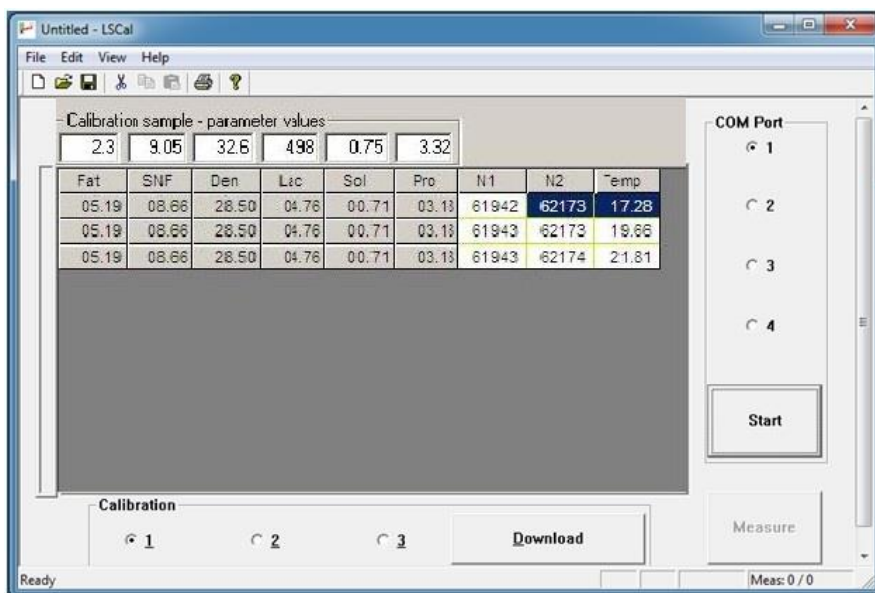 Untitled - LSCal
File Edit View Help
Calibration sample - parameter values
2.3 9.05 32.6 498 0.75 3.32
Fat SNF Den Lac Sol Pro N1 N2 Temp
05.19 08.66 28.50 04.76 00.71 03.18 61942 62173 17.28
05.19 08.66 28.50 04.76 00.71 03.18 61943 62173 19.66
05.19 08.66 28.50 04.76 00.71 03.18 61943 62174 21.81
COM Port
1
2
3
4
Start
Calibration
1 2 3 Download
Measure
Ready Meas: 0 / 0